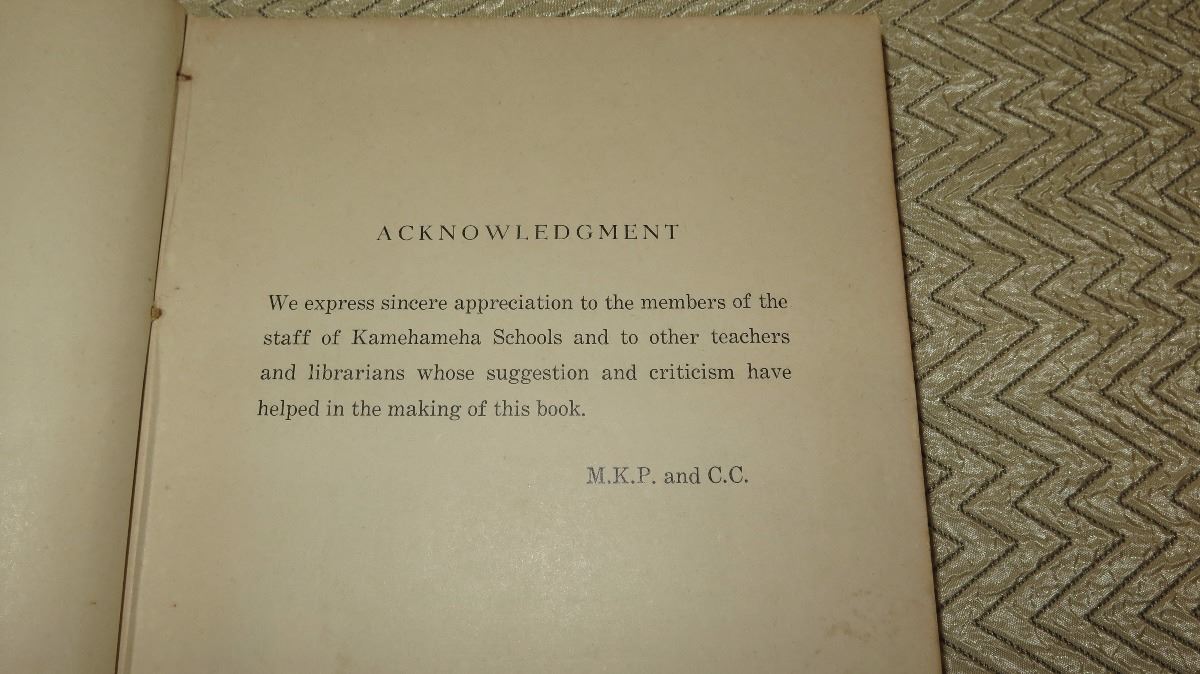 ACKNOWLEDGMENT
We express sincere appreciation to the members of the
staff of Kamehameha Schools and to other teachers
and librarians whose suggestion and criticism have
helped in the making of this book.
M.K.P. and C.C.